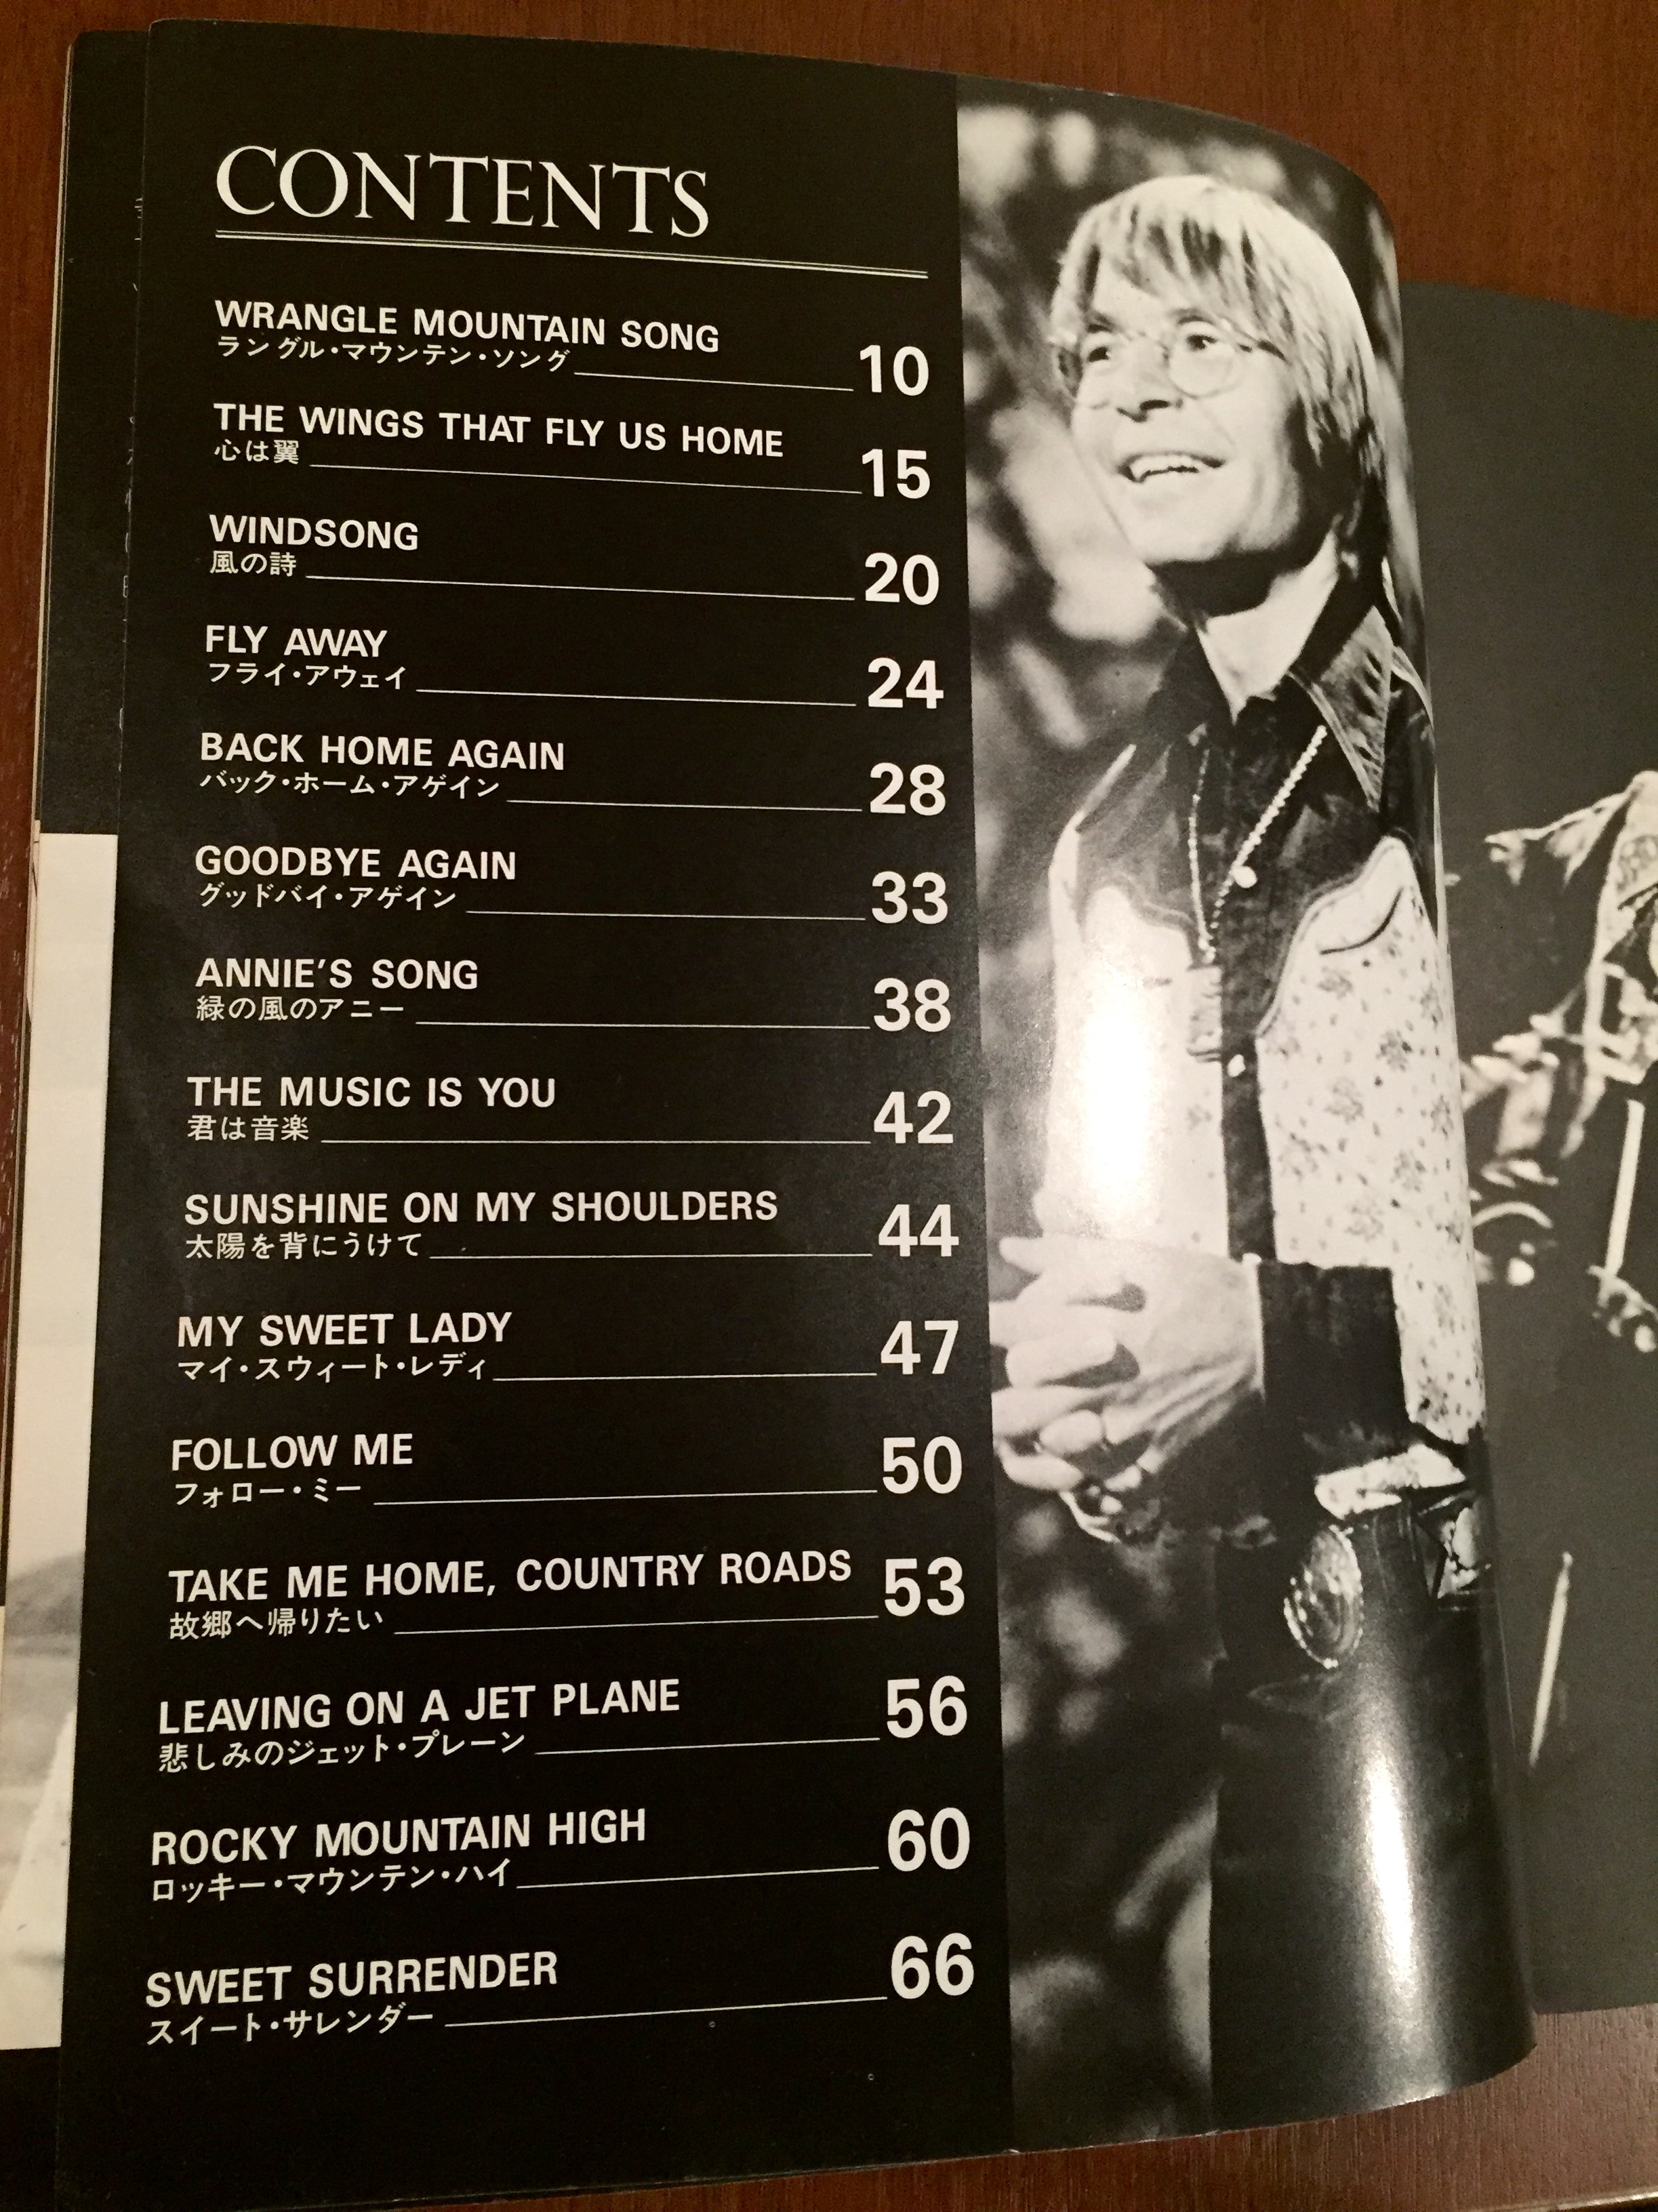 CONTENTS
WRANGLE MOUNTAIN SONG
ラングル・マウンテン・ソング 10
THE WINGS THAT FLY US HOME
心は翼 15
WINDSONG
風の詩 20
FLY AWAY
フライ・アウェイ 24
BACK HOME AGAIN
バック・ホーム・アゲイン 28
GOODBYE AGAIN
グッドバイ・アゲイン 33
ANNIE'S SONG
緑の風のアニー 38
THE MUSIC IS YOU
君は音楽 42
SUNSHINE ON MY SHOULDERS
太陽を背にうけて 44
MY SWEET LADY
マイ・スウィート・レディ 47
FOLLOW ME
フォロー・ミー 50
TAKE ME HOME, COUNTRY ROADS
故郷へ帰りたい 53
LEAVING ON A JET PLANE
悲しみのジェット・プレーン 56
ROCKY MOUNTAIN HIGH
ロッキー・マウンテン・ハイ 60
SWEET SURRENDER
スイート・サレンダー 66